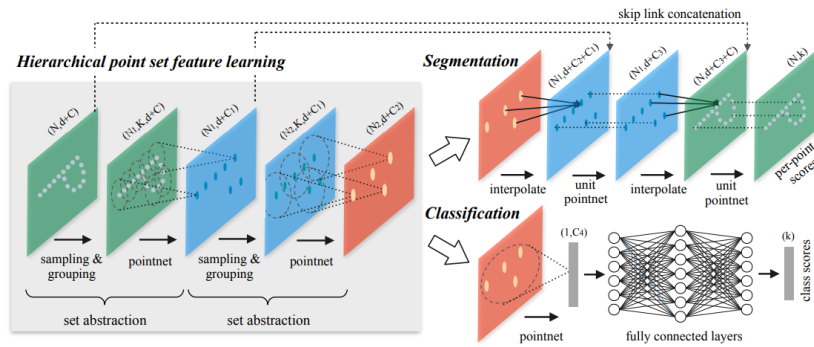 skip link concatenation
Hierarchical point set feature learning
Segmentation
(N,d+C)
(N1,K,d+C)
(N1,d+C1)
(N2,K,d+C1)
(N2,d+C2)
sampling &
grouping
pointnet
sampling &
grouping
pointnet
set abstraction
set abstraction
(N1,d+C2+C1)
(N1,d+C3)
(N,d+C3+C)
(N,k)
interpolate
unit
pointnet
interpolate
unit
pointnet
per-point
scores
Classification
(1,C4)
(k)
class scores
pointnet
fully connected layers